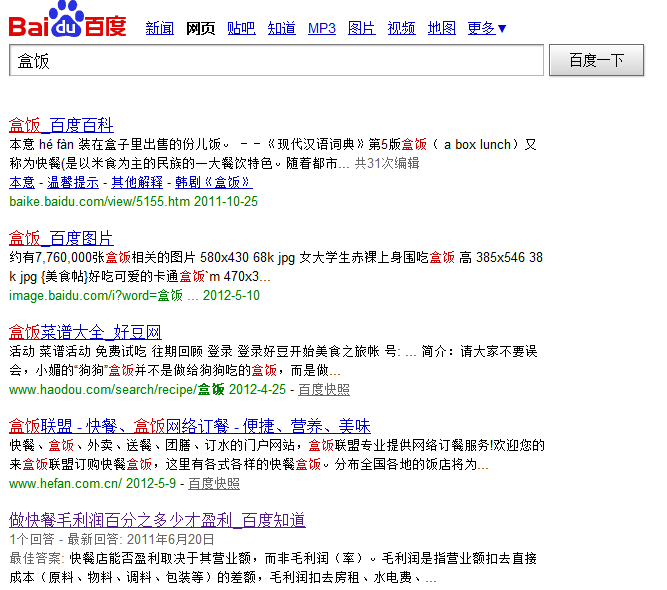 Bai du 百度 新闻 网页 贴吧 知道 MP3 图片 视频 地图 更多▼
盒饭 百度一下
盒饭_百度百科
本意 hé fàn 装在盒子里出售的份儿饭。 －－《现代汉语词典》第5版盒饭（ a box lunch）又
称为快餐(是以米食为主的民族的一大餐饮特色。随着都市... 共31次编辑
本意 - 温馨提示 - 其他解释 - 韩剧《盒饭》
baike.baidu.com/view/5155.htm 2011-10-25
盒饭_百度图片
约有7,760,000张盒饭相关的图片 580x430 68k jpg 女大学生赤裸上身围吃盒饭 高 385x546 38
k jpg {美食帖}好吃可爱的卡通盒饭`m 470x3...
image.baidu.com/i?word=盒饭 ... 2012-5-10
盒饭菜谱大全_好豆网
活动 菜谱活动 免费试吃 往期回顾 登录 登录好豆开始美食之旅帐 号: ... 简介：请大家不要误
会，小媚的“狗狗”盒饭并不是做给狗狗吃的盒饭，而是做...
www.haodou.com/search/recipe/盒饭 2012-4-25 - 百度快照
盒饭联盟 - 快餐、盒饭网络订餐 - 便捷、营养、美味
快餐、盒饭、外卖、送餐、团膳、订水的门户网站，盒饭联盟专业提供网络订餐服务!欢迎您的
来盒饭联盟订购快餐盒饭，这里有各式各样的快餐盒饭。分布全国各地的饭店将为...
www.hefan.com.cn/ 2012-5-9 - 百度快照
做快餐毛利润百分之多少才盈利_百度知道
1个回答 - 最新回答: 2011年6月20日
最佳答案: 快餐店能否盈利取决于其营业额，而非毛利润（率）。毛利润是指营业额扣去直接
成本（原料、物料、调料、包装等）的差额，毛利润扣去房租、水电费、...